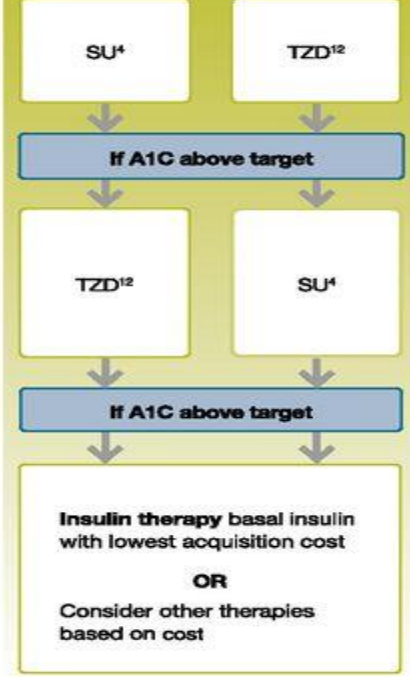 SU⁴
TZD¹²
If A1C above target
TZD¹²
SU⁴
If A1C above target
Insulin therapy basal insulin
with lowest acquisition cost
OR
Consider other therapies
based on cost